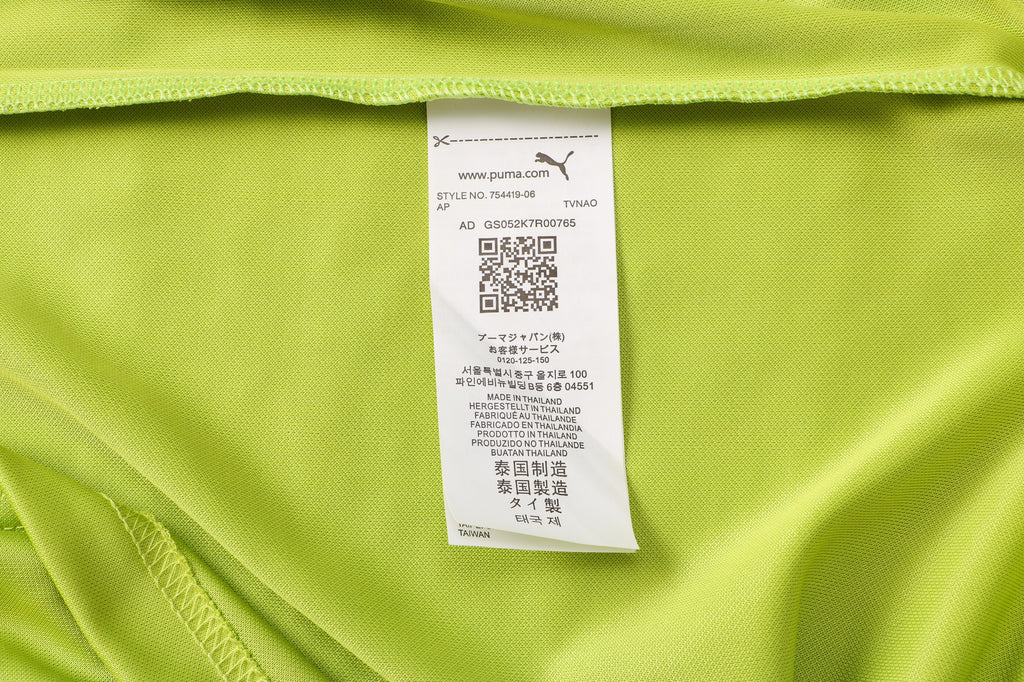 www.puma.com
STYLE NO. 754419-06
AP TVNAO
AD GS052K7R00765
プーマジャパン(株)
お客様サービス
0120-125-150
서울특별시 중구 을지로 100
파인에비뉴빌딩 B동 6층 04551
MADE IN THAILAND
HERGESTELLT IN THAILAND
FABRIQUÉ AU THAILANDE
FABRICADO EN THAILANDIA
PRODOTTO IN THAILAND
PRODUZIDO NO THAILANDE
BUATAN THAILAND
泰国制造
泰国製造
タイ 製
태국 제
TAIWAN